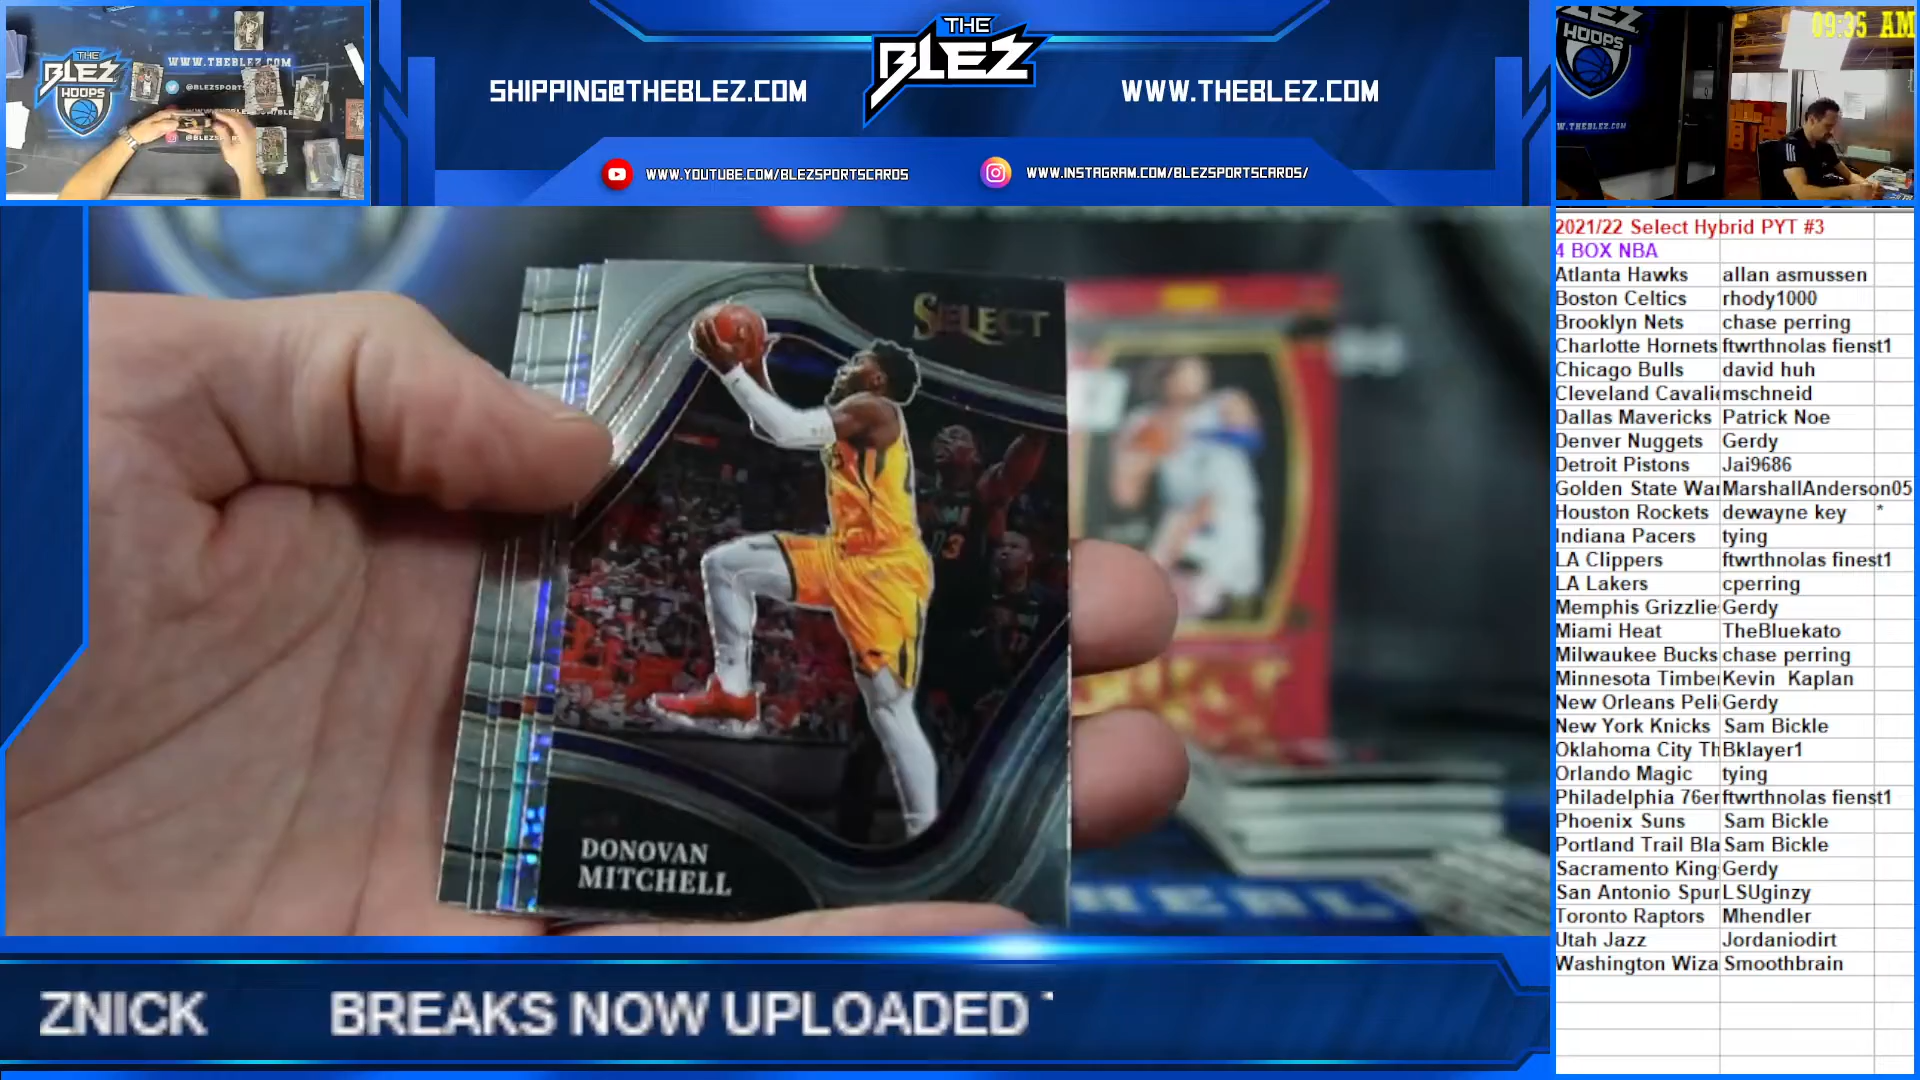 THE
BLEZ
HOOPS
WWW.THEBLEZ.COM
@BLEZSPORTS
@BLEZSP
SHIPPING@THEBLEZ.COM
THE
BLEZ
WWW.THEBLEZ.COM
WWW.YOUTUBE.COM/BLEZSPORTSCARDS
WWW.INSTAGRAM.COM/BLEZSPORTSCARDS/
HOOPS
W.THEBLEZ.COM
09:35 AM
SELECT
DONOVAN
MITCHELL
2021/22 Select Hybrid PYT #3
4 BOX NBA
Atlanta Hawks allan asmussen
Boston Celtics rhody1000
Brooklyn Nets chase perring
Charlotte Hornets ftwrthnolas fienst1
Chicago Bulls david huh
Cleveland Cavalie mschneid
Dallas Mavericks Patrick Noe
Denver Nuggets Gerdy
Detroit Pistons Jai9686
Golden State Wa MarshallAnderson05
Houston Rockets dewayne key *
Indiana Pacers tying
LA Clippers ftwrthnolas finest1
LA Lakers cperring
Memphis Grizzlie Gerdy
Miami Heat TheBluekato
Milwaukee Bucks chase perring
Minnesota Timbe Kevin Kaplan
New Orleans Peli Gerdy
New York Knicks Sam Bickle
Oklahoma City Th Bklayer1
Orlando Magic tying
Philadelphia 76er ftwrthnolas fienst1
Phoenix Suns Sam Bickle
Portland Trail Bla Sam Bickle
Sacramento King Gerdy
San Antonio Spur LSUginzy
Toronto Raptors Mhendler
Utah Jazz Jordaniodirt
Washington Wiza Smoothbrain
ZNICK BREAKS NOW UPLOADED